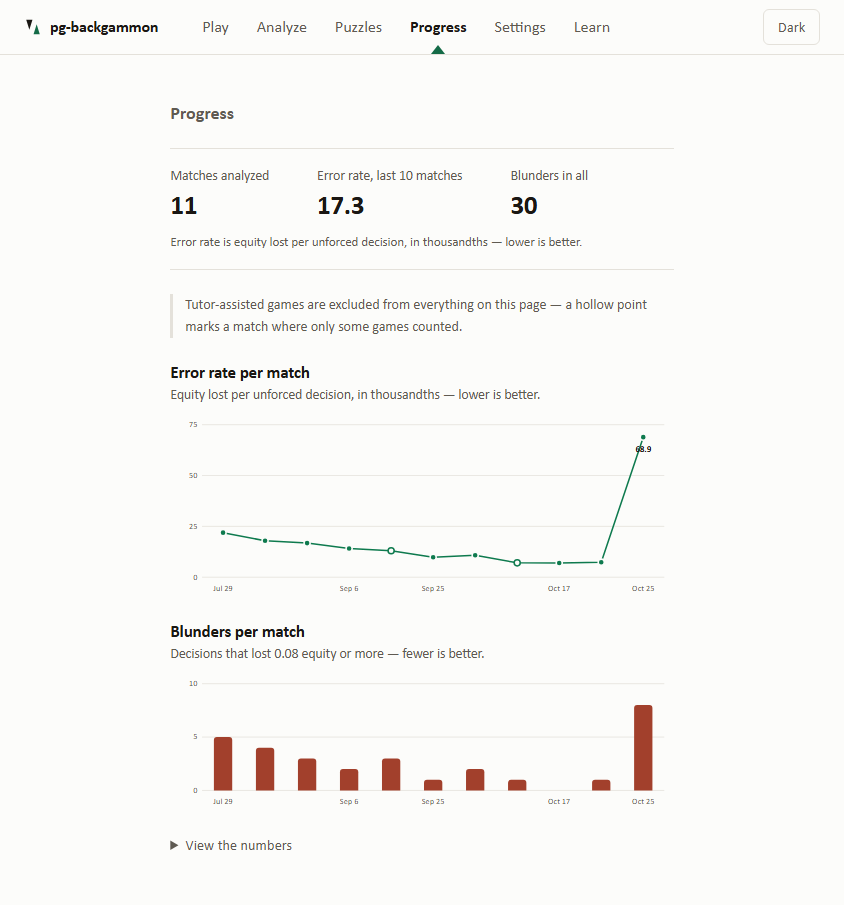 pg-backgammon Play Analyze Puzzles Progress Settings Learn Dark
Progress
Matches analyzed Error rate, last 10 matches Blunders in all
11 17.3 30
Error rate is equity lost per unforced decision, in thousandths — lower is better.
Tutor-assisted games are excluded from everything on this page — a hollow point
marks a match where only some games counted.
Error rate per match
Equity lost per unforced decision, in thousandths — lower is better.
75
68.9
50
25
0
Jul 29 Sep 6 Sep 25 Oct 17 Oct 25
Blunders per match
Decisions that lost 0.08 equity or more — fewer is better.
10
5
0
Jul 29 Sep 6 Sep 25 Oct 17 Oct 25
View the numbers